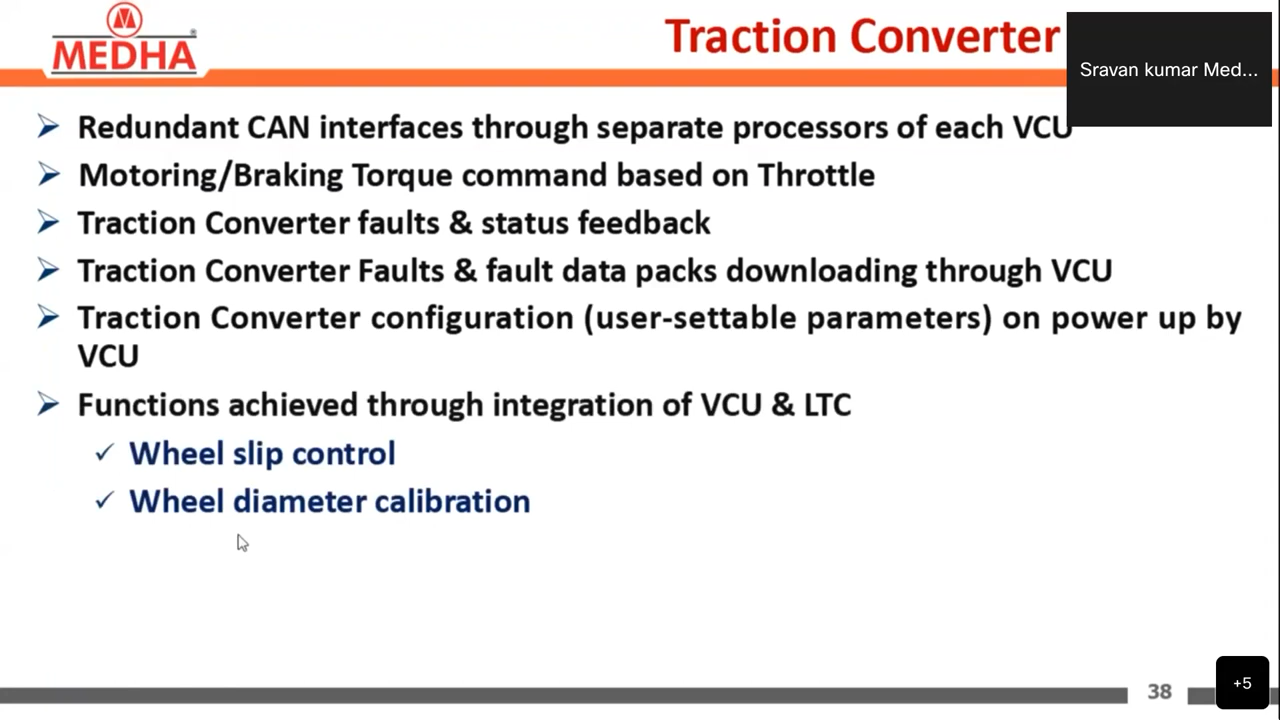 MEDHA
Traction Converter
Sravan kumar Med...
Redundant CAN interfaces through separate processors of each VCU
Motoring/Braking Torque command based on Throttle
Traction Converter faults & status feedback
Traction Converter Faults & fault data packs downloading through VCU
Traction Converter configuration (user-settable parameters) on power up by
VCU
Functions achieved through integration of VCU & LTC
Wheel slip control
Wheel diameter calibration
38
+5